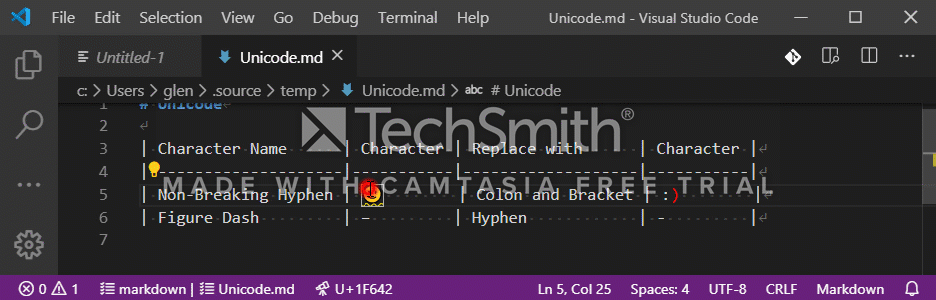 File Edit View Go Debug Terminal Help Unicode.md - Visual Studio Code
Untitled-1 Unicode.md
c: > Users > glen > .source > temp > Unicode.md > abc # Unicode
1 # Unicode
2
TechSmith®
3 | Character Name | Character | Replace with | Character |
4 |-----------------|----------|----------------|----------|
MADE WITH CAMTASIA FREE TRIAL
5 | Non-Breaking Hyphen | 🙂 | Colon and Bracket | :) |
6 | Figure Dash | ‒ | Hyphen | - |
7
0 1 markdown | Unicode.md U+1F642 Ln 5, Col 25 Spaces: 4 UTF-8 CRLF Markdown